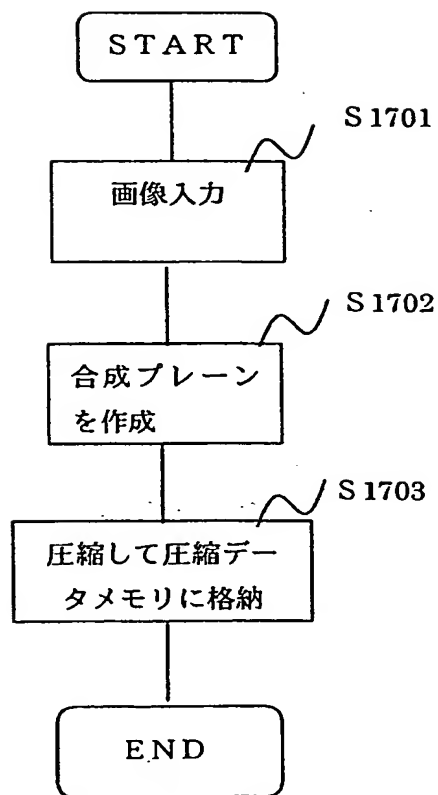 START
S1701
画像入力
S1702
合成プレーン
を作成
S1703
圧縮して圧縮デー
タメモリに格納
END